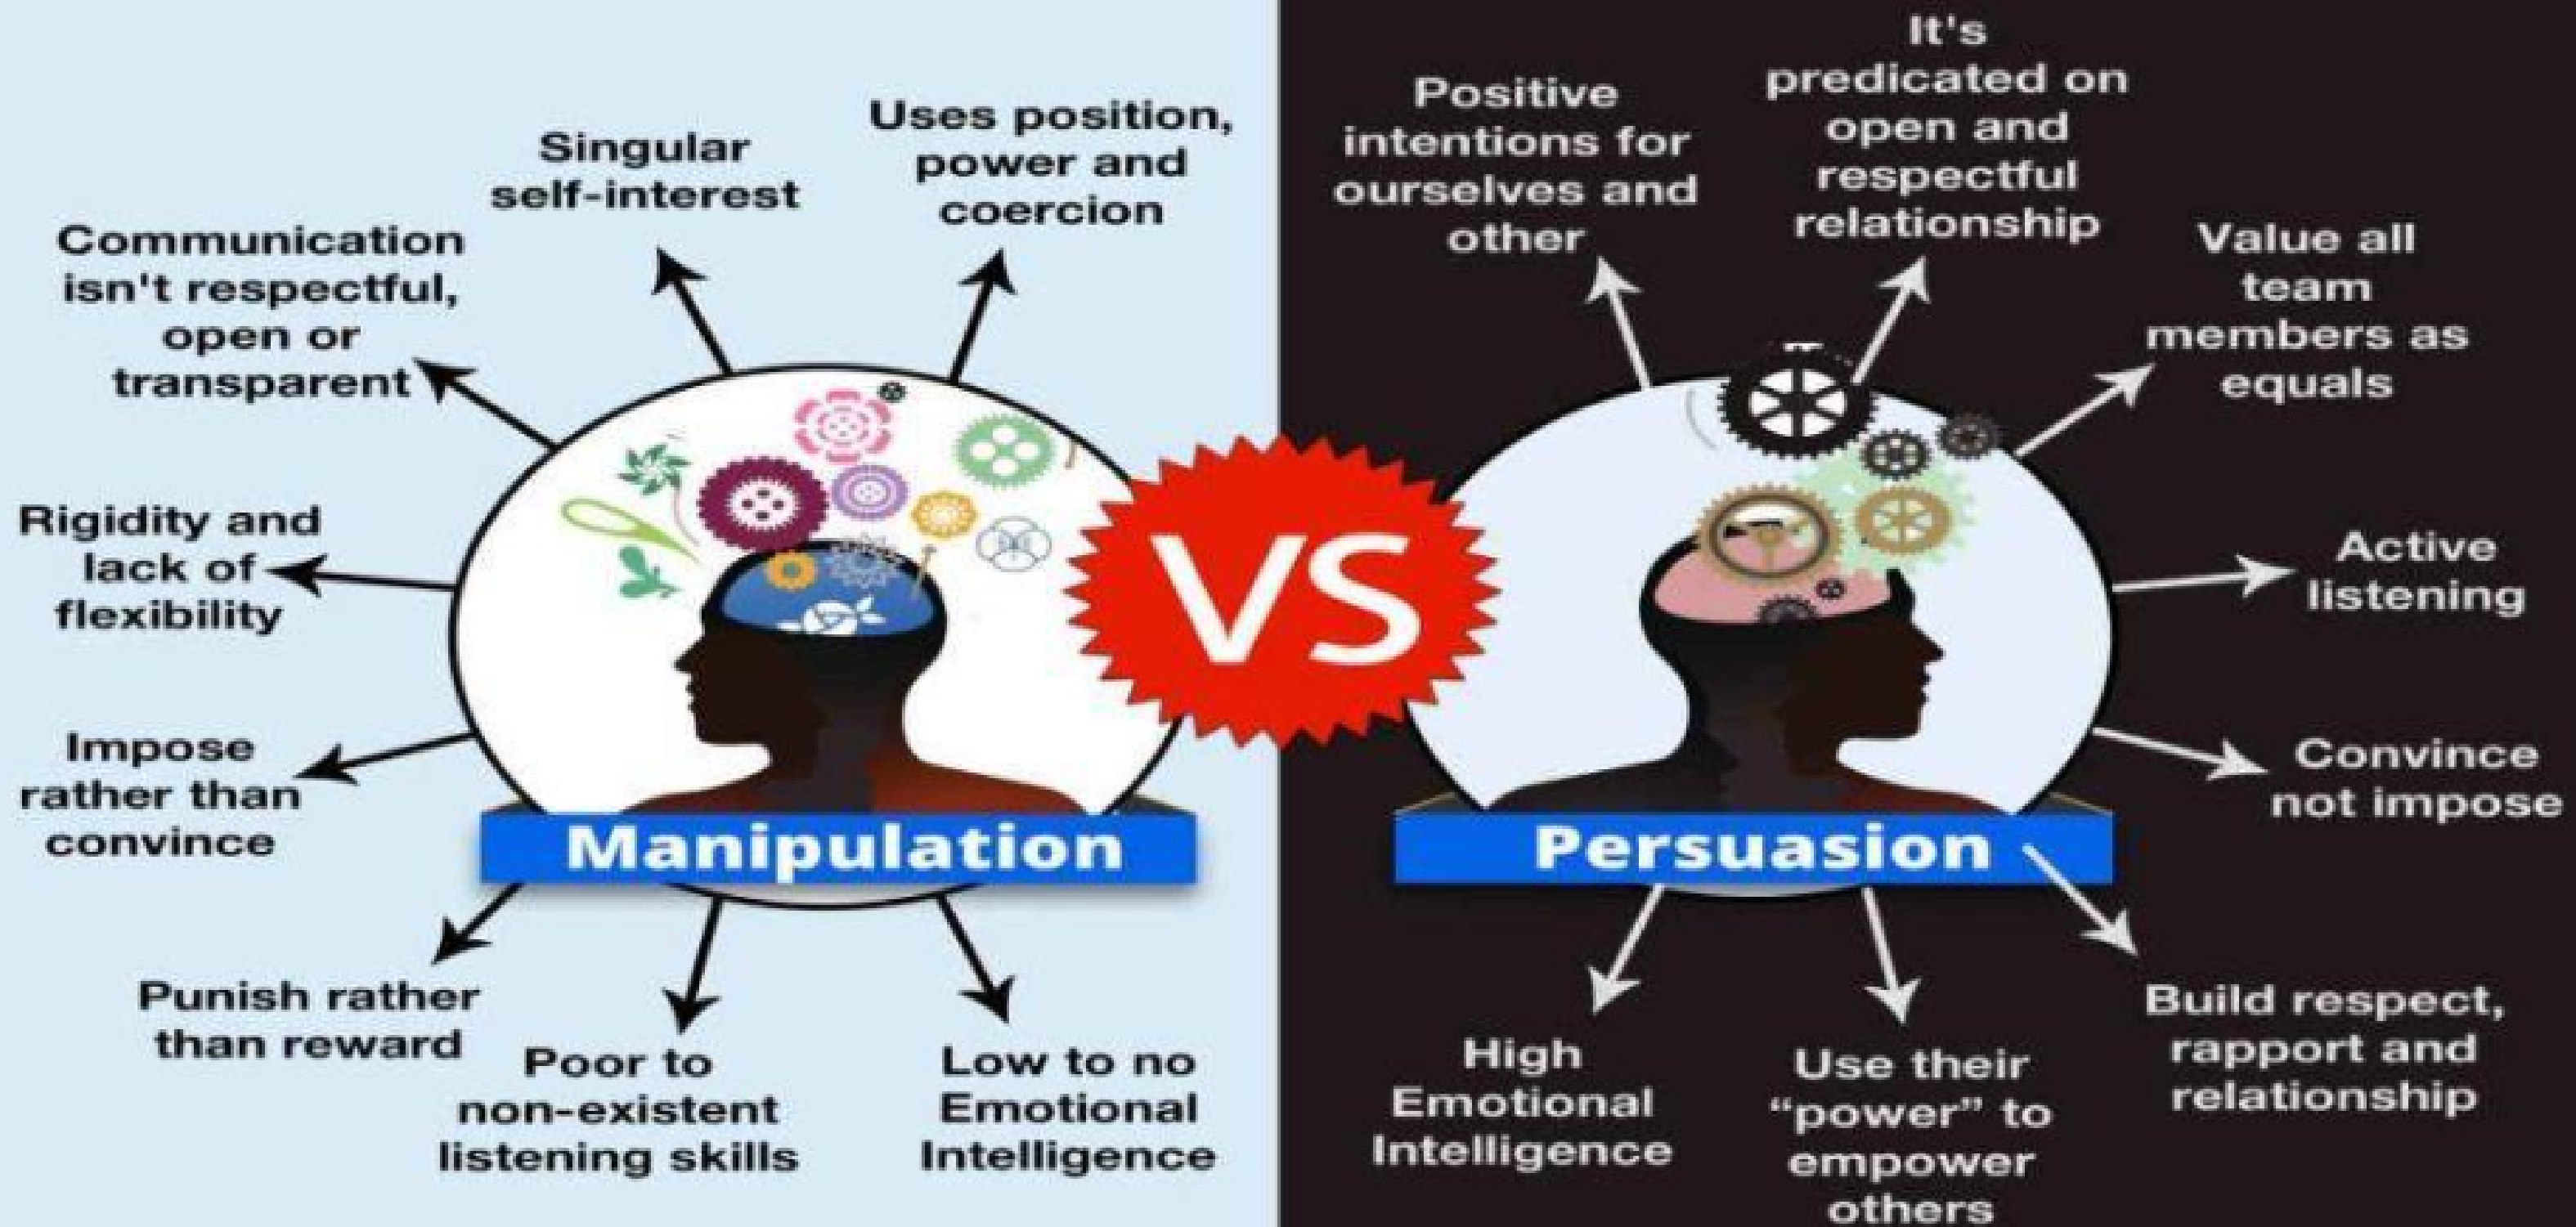 Uses position,
power and
coercion
Singular
self-interest
Communication
isn't respectful,
open or
transparent
Rigidity and
lack of
flexibility
Impose
rather than
convince
Punish rather
than reward
Poor to
non-existent
listening skills
Low to no
Emotional
Intelligence
Manipulation
VS
Positive
intentions for
ourselves and
other
It's
predicated on
open and
respectful
relationship
Value all
team
members as
equals
Active
listening
Convince
not impose
Build respect,
rapport and
relationship
Use their
“power” to
empower
others
High
Emotional
Intelligence
Persuasion